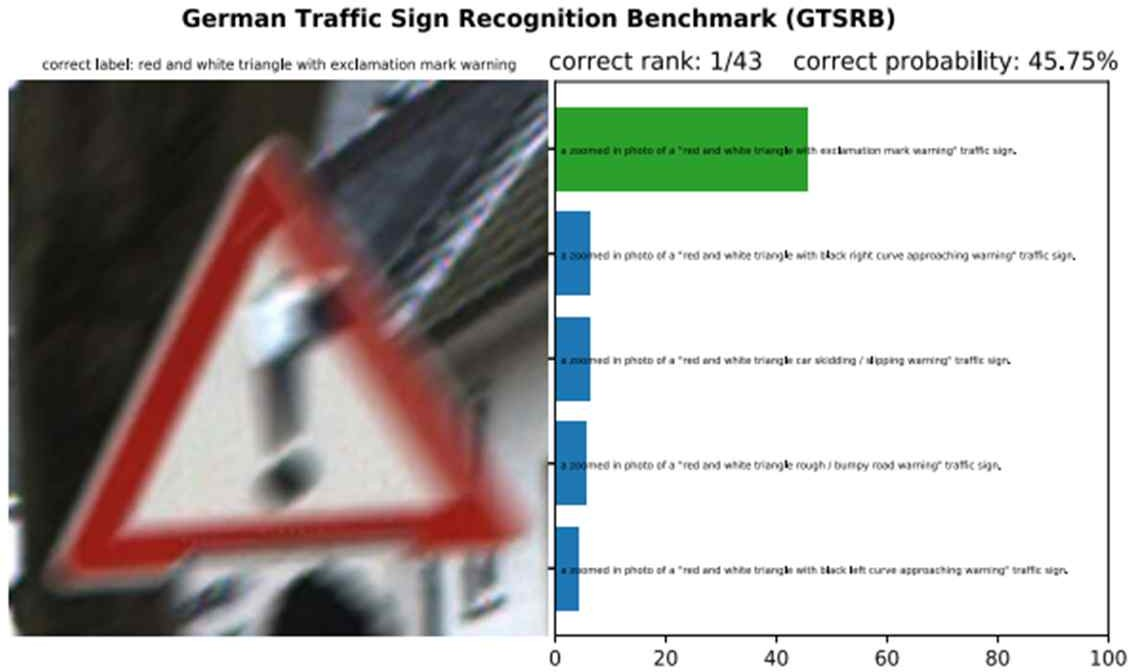 German Traffic Sign Recognition Benchmark (GTSRB)
correct label: red and white triangle with exclamation mark warning
correct rank: 1/43 correct probability: 45.75%
a zoomed in photo of a "red and white triangle with exclamation mark warning" traffic sign.
a zoomed in photo of a "red and white triangle with black right curve approaching warning" traffic sign.
a zoomed in photo of a "red and white triangle car skidding / slipping warning" traffic sign.
a zoomed in photo of a "red and white triangle rough / bumpy road warning" traffic sign.
a zoomed in photo of a "red and white triangle with black left curve approaching warning" traffic sign.
0 20 40 60 80 100